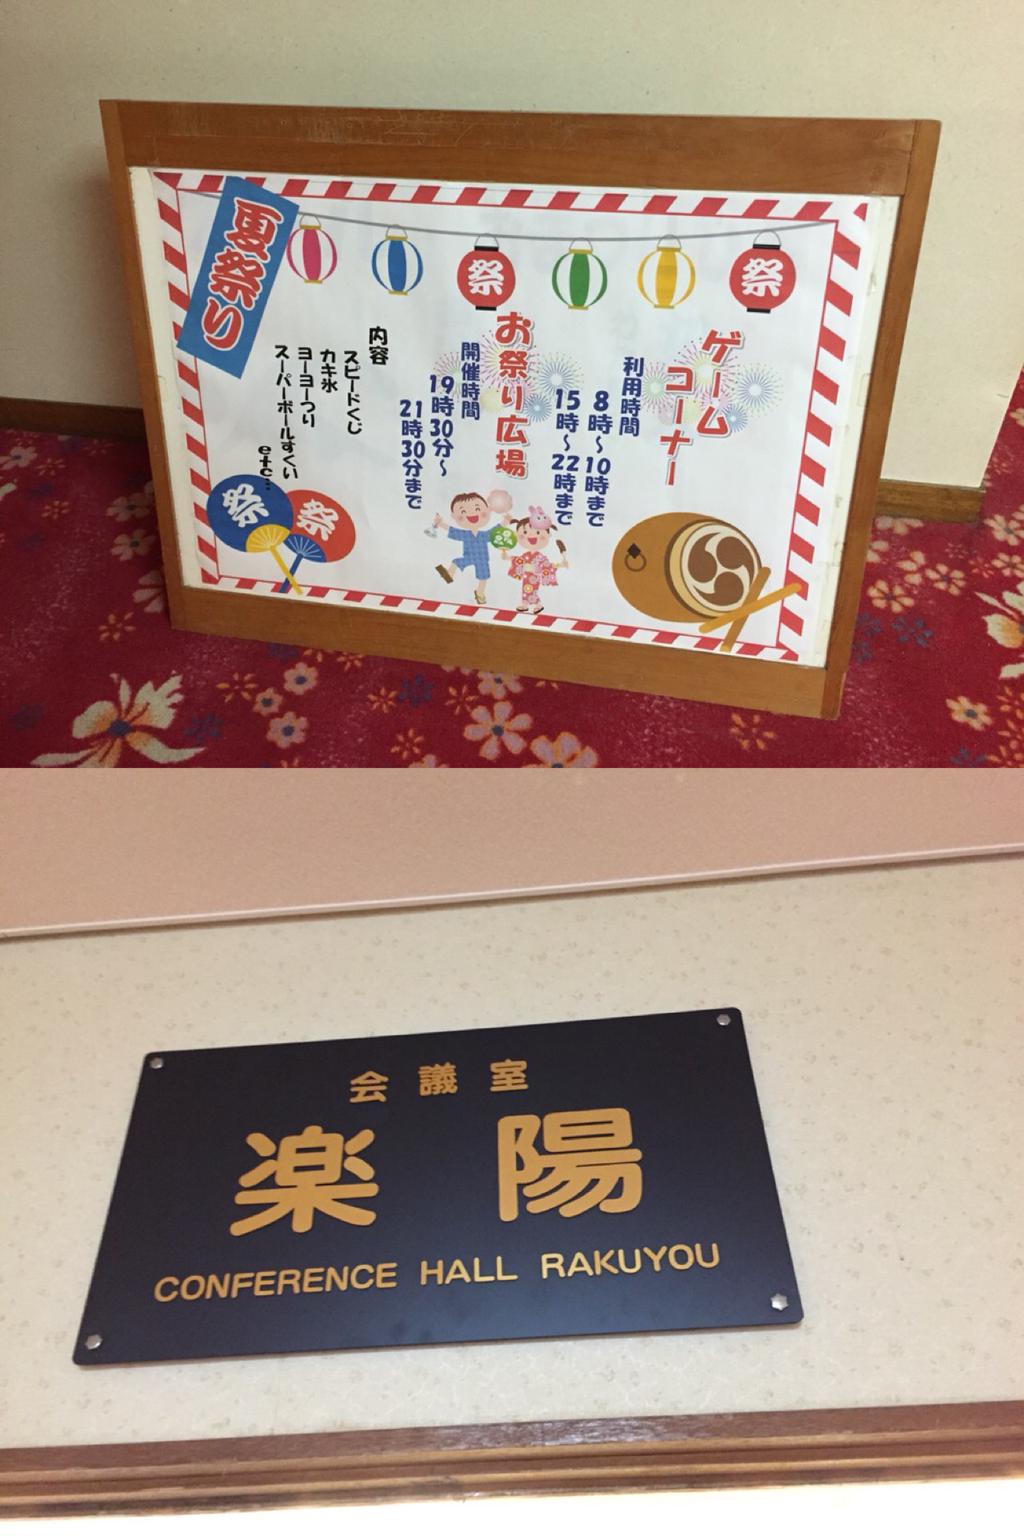 夏祭り
祭
祭
ゲーム
コーナー
利用時間
8時～10時まで
15時～22時まで
お祭り広場
開催時間
19時30分～
21時30分まで
内容
スピードくじ
カキ氷
ヨーヨーつり
スーパーボールすくい
etc…
祭
祭
会議室
楽陽
CONFERENCE HALL RAKUYOU